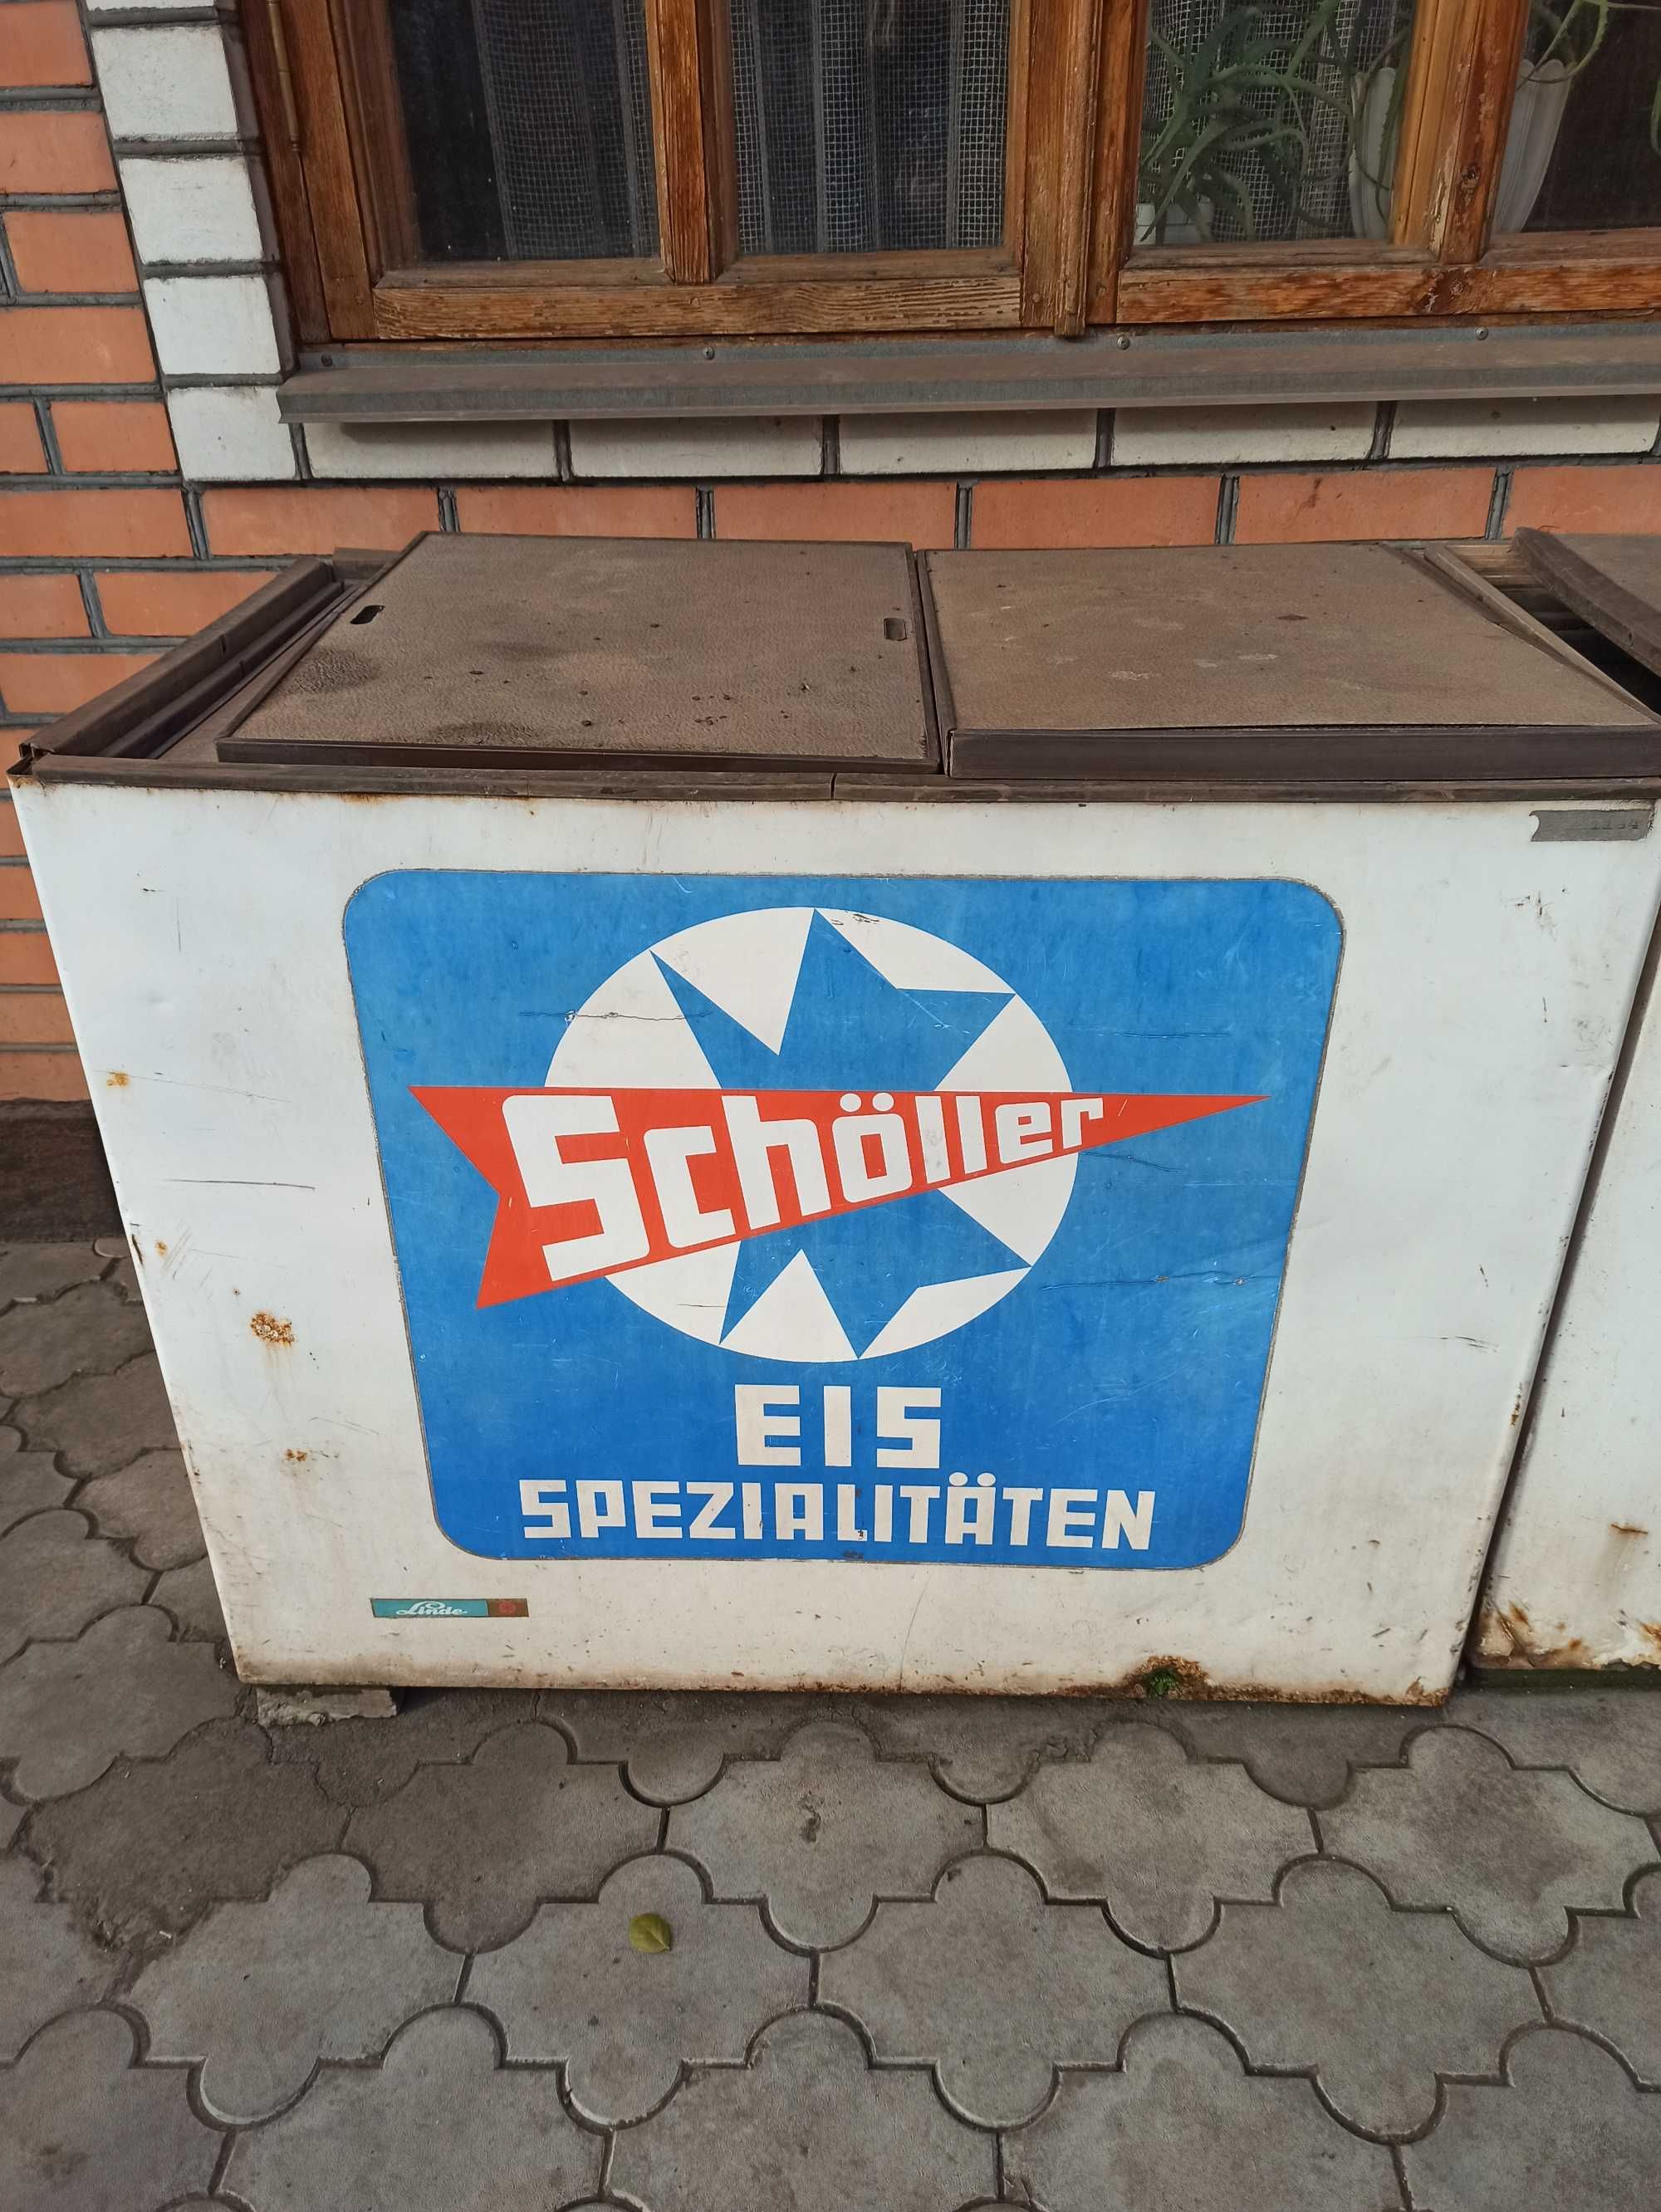 Schöller
EIS
SPEZIALITÄTEN
Linde